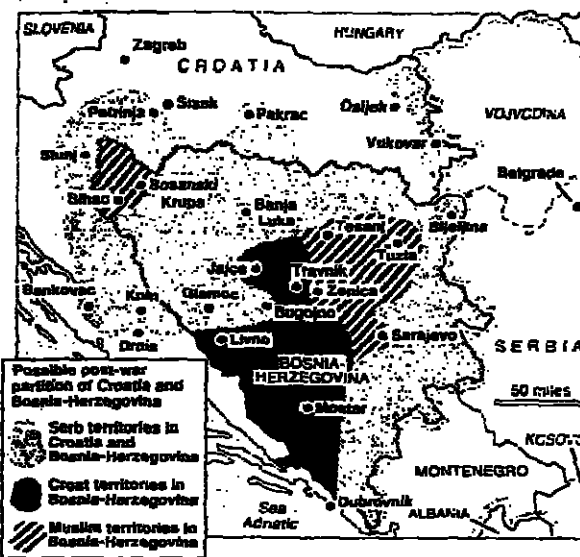 SLOVENIA
HUNGARY
Zagreb
CROATIA
Sisak
Petrinja
Pakrac
Osijek
VOJVODINA
Slunj
Vukovar
Belgrade
Bosanski
Krupa
Bihac
Banja
Luka
Tesanj
Bijeljina
Tuzla
Jajce
Travnik
Zenica
Benkovac
Knin
Glamoc
Bugojno
Drnis
Livno
Sarajevo
SERBIA
BOSNIA-
HERZEGOVINA
50 miles
Mostar
KOSOVO
MONTENEGRO
Dubrovnik
Sea
Adriatic
ALBANIA
Possible post-war
partition of Croatia and
Bosnia-Herzegovina
Serb territories in
Croatia and
Bosnia-Herzegovina
Croat territories in
Bosnia-Herzegovina
Muslim territories in
Bosnia-Herzegovina